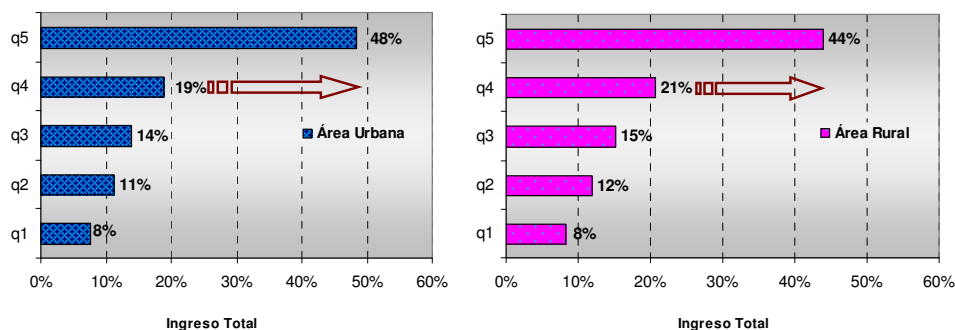 q5
48%
q4
19%
q3
14%
Área Urbana
q2
11%
q1
8%
0%
10%
20%
30%
40%
50%
60%
Ingreso Total
q5
44%
q4
21%
q3
15%
Área Rural
q2
12%
q1
8%
0%
10%
20%
30%
40%
50%
60%
Ingreso Total